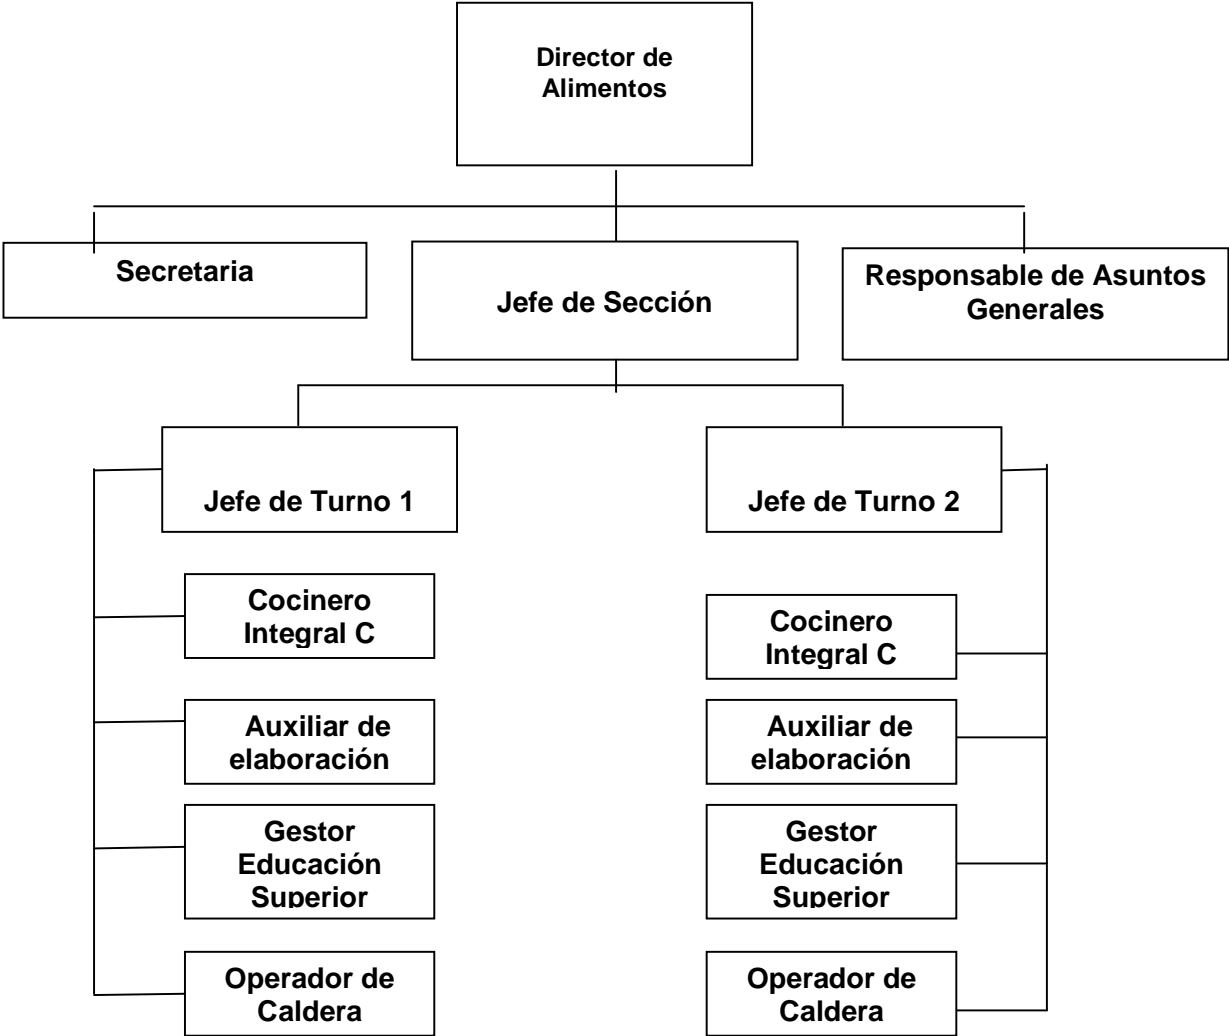 Director de
Alimentos
Secretaria
Jefe de Sección
Responsable de Asuntos
Generales
Jefe de Turno 1
Jefe de Turno 2
Cocinero
Integral C
Cocinero
Integral C
Auxiliar de
elaboración
Auxiliar de
elaboración
Gestor
Educación
Superior
Gestor
Educación
Superior
Operador de
Caldera
Operador de
Caldera